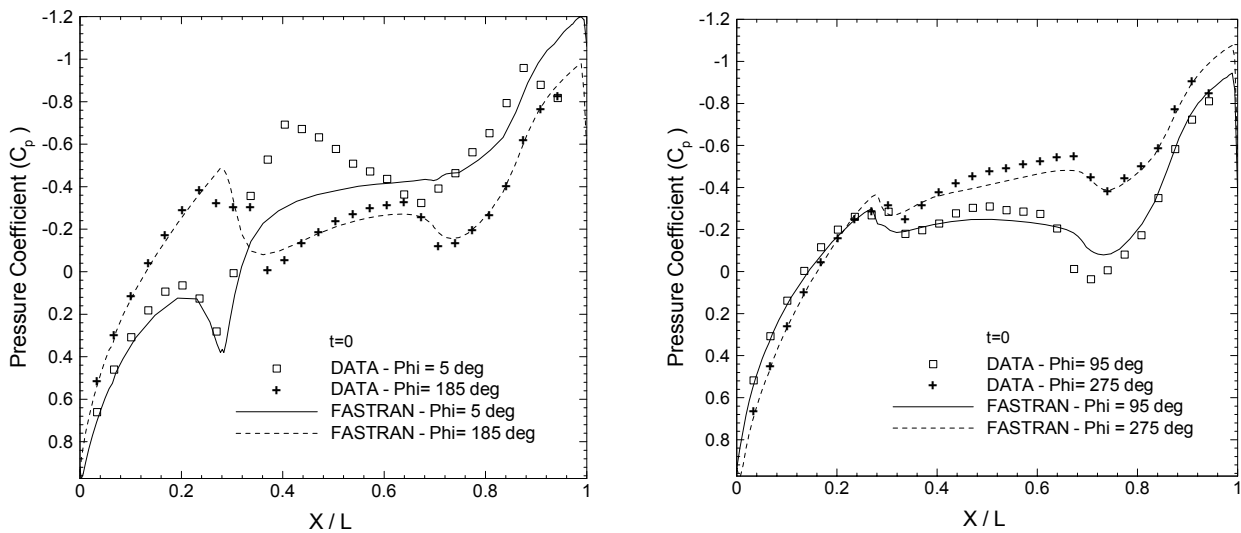 -1.2
-1
-0.8
-0.6
-0.4
-0.2
0
0.2
0.4
0.6
0.8
Pressure Coefficient (Cp)
t=0
DATA - Phi = 5 deg
DATA - Phi= 185 deg
FASTRAN - Phi= 5 deg
FASTRAN - Phi= 185 deg
0 0.2 0.4 0.6 0.8 1
X / L
-1.2
-1
-0.8
-0.6
-0.4
-0.2
0
0.2
0.4
0.6
0.8
Pressure Coefficient (Cp)
t=0
DATA - Phi= 95 deg
DATA - Phi= 275 deg
FASTRAN - Phi = 95 deg
FASTRAN - Phi = 275 deg
0 0.2 0.4 0.6 0.8 1
X / L